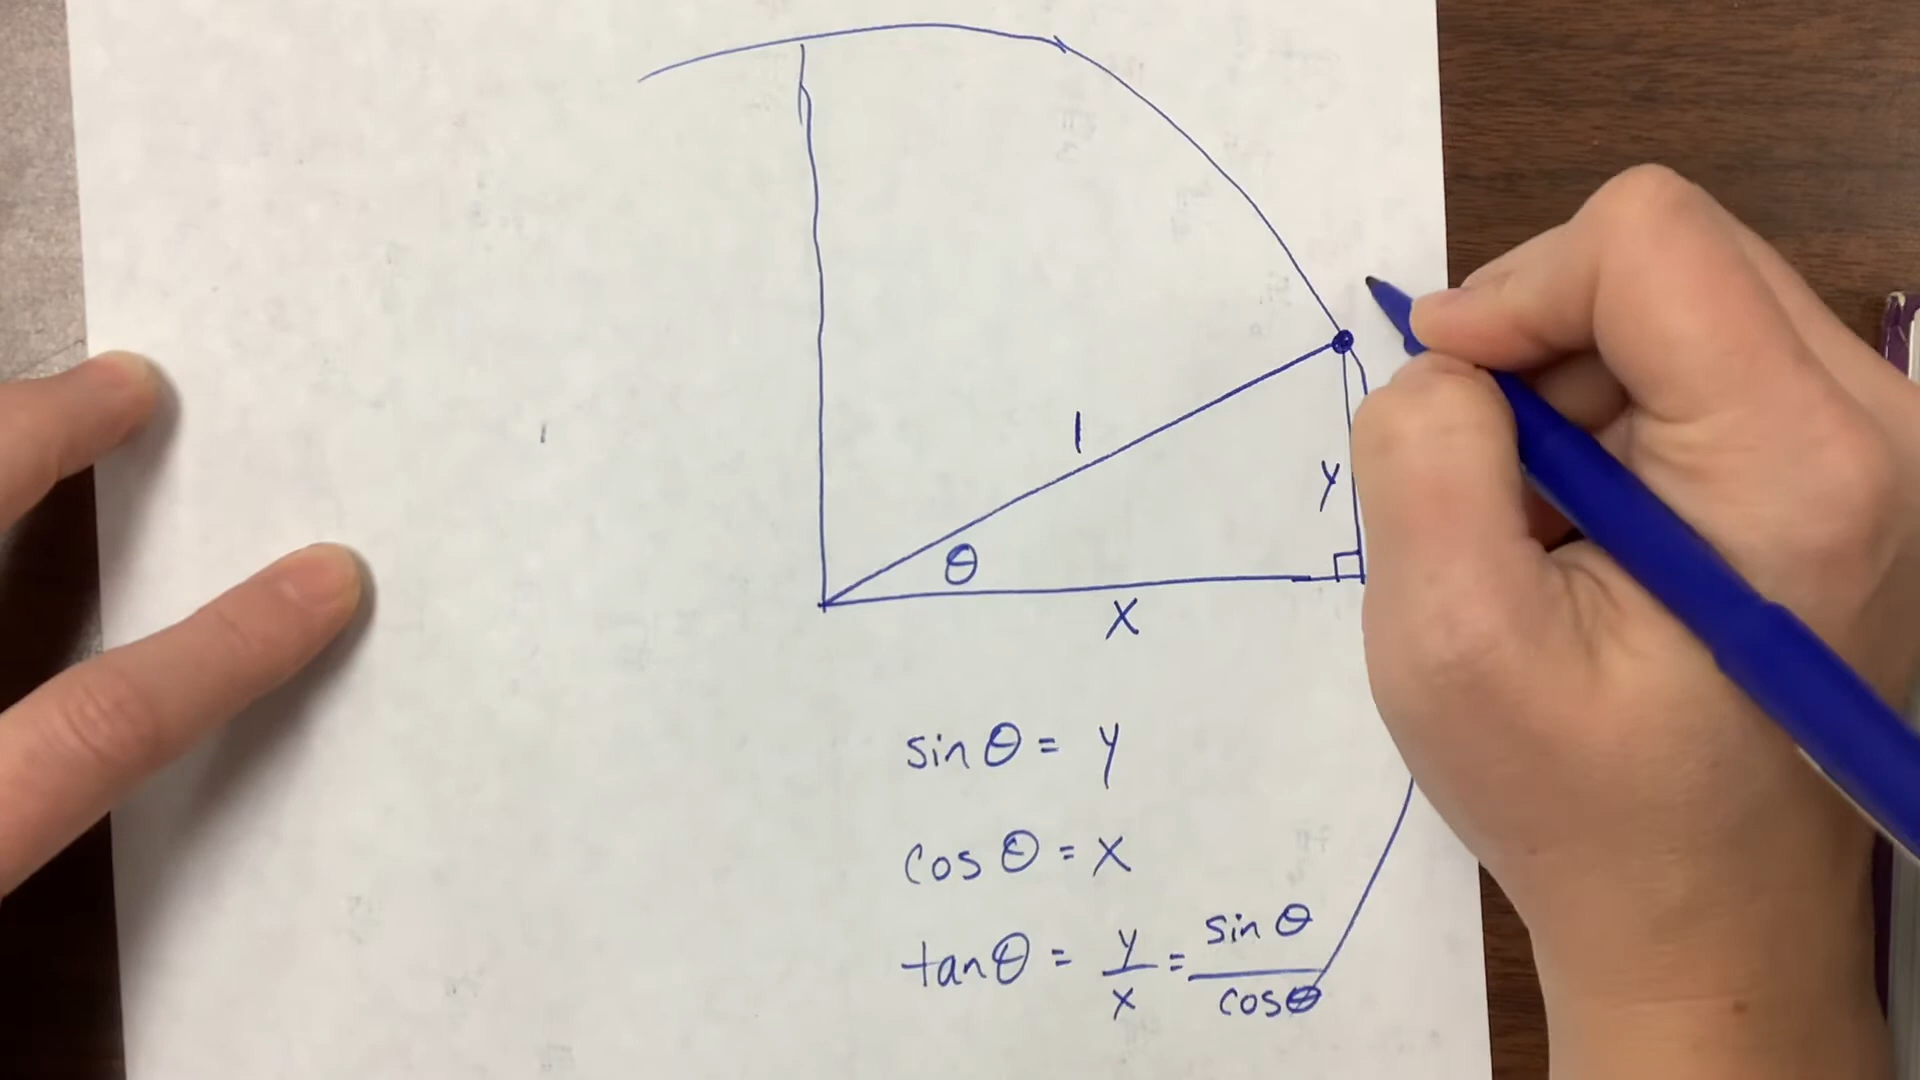 1
y
θ
x
sin θ = y
cos θ = x
tan θ = y/x = sin θ/cos θ